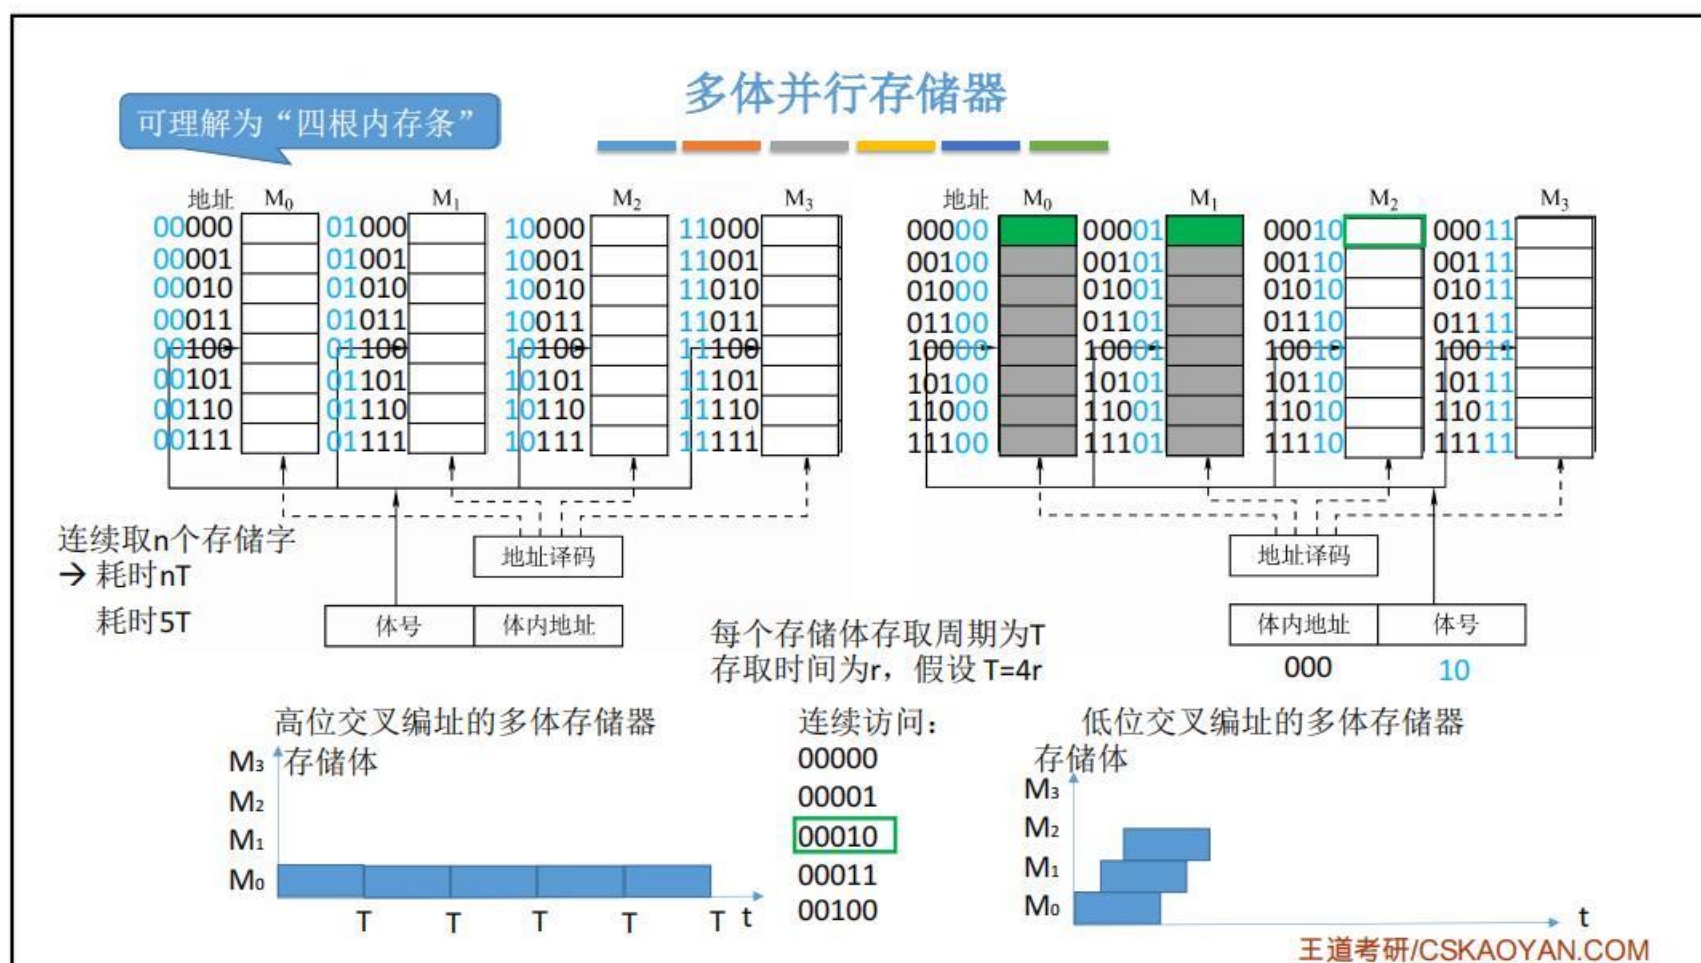 多体并行存储器
可理解为“四根内存条”
地址 M₀ M₁ M₂ M₃
00000 01000 10000 11000
00001 01001 10001 11001
00010 01010 10010 11010
00011 01011 10011 11011
00100 01100 10100 11100
00101 01101 10101 11101
00110 01110 10110 11110
00111 01111 10111 11111
地址译码
体号 体内地址
连续取n个存储字
→ 耗时nT
耗时5T
地址 M₀ M₁ M₂ M₃
00000 00001 00010 00011
00100 00101 00110 00111
01000 01001 01010 01011
01100 01101 01110 01111
10000 10001 10010 10011
10100 10101 10110 10111
11000 11001 11010 11011
11100 11101 11110 11111
地址译码
体内地址 体号
000 10
每个存储体存取周期为T
存取时间为r，假设 T=4r
高位交叉编址的多体存储器
存储体
M₃
M₂
M₁
M₀
T T T T T t
连续访问：
00000
00001
00010
00011
00100
低位交叉编址的多体存储器
存储体
M₃
M₂
M₁
M₀
t
王道考研/CSKAOYAN.COM